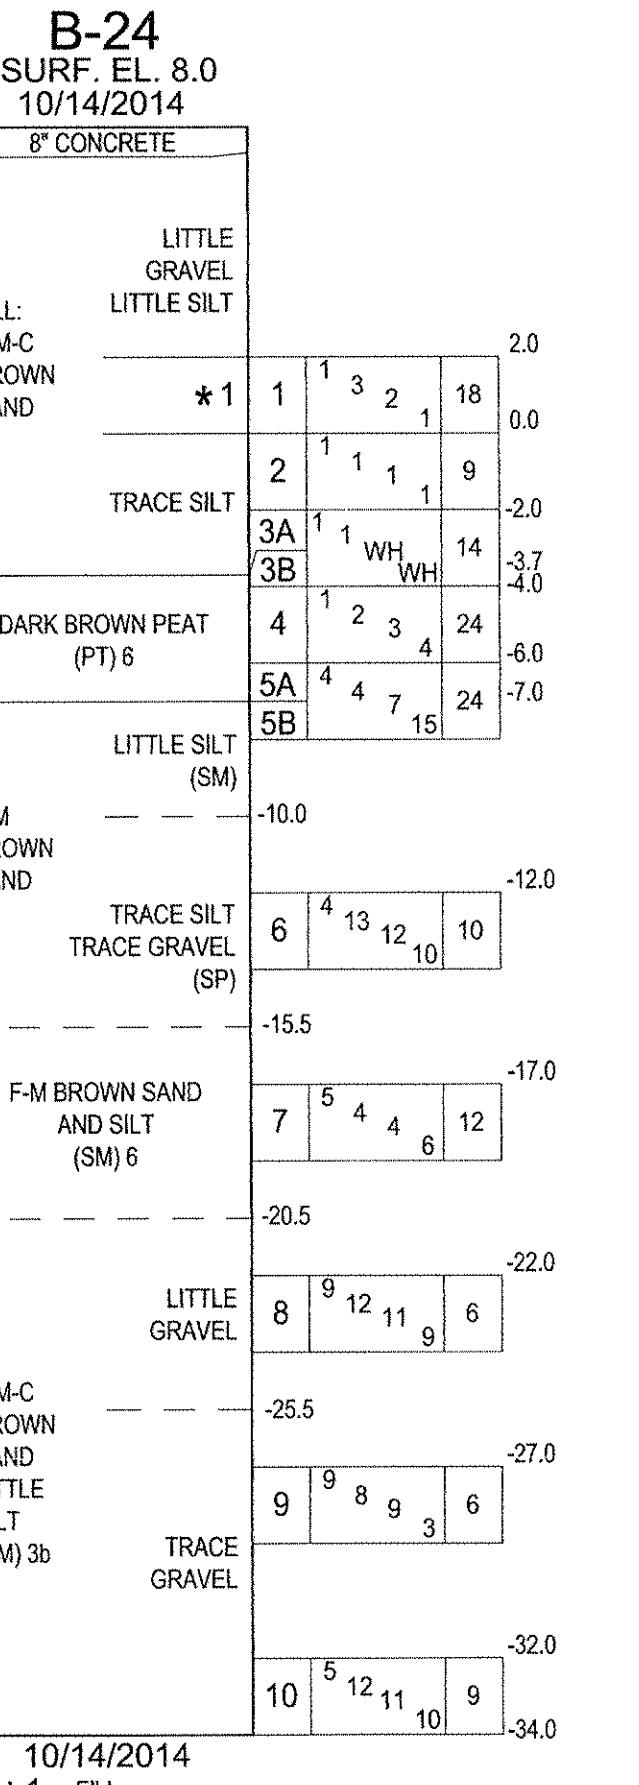 B-24
SURF. EL. 8.0
10/14/2014
8" CONCRETE
LITTLE
GRAVEL
LITTLE SILT
LL:
M-C
ROWN
AND
2.0
*1
1
1 3 2 1
18
0.0
TRACE SILT
2
1 1 1 1
9
-2.0
3A
3B
1 1 WH WH
14
-3.7
-4.0
DARK BROWN PEAT
(PT) 6
4
1 2 3 4
24
-6.0
5A
5B
4 4 7 15
24
-7.0
LITTLE SILT
(SM)
M
ROWN
ND
-10.0
-12.0
TRACE SILT
TRACE GRAVEL
(SP)
6
4 13 12 10
10
-15.5
-17.0
F-M BROWN SAND
AND SILT
(SM) 6
7
5 4 4 6
12
-20.5
-22.0
LITTLE
GRAVEL
8
9 12 11 9
6
M-C
ROWN
AND
TTLE
LT
M) 3b
-25.5
-27.0
9
9 8 9 3
6
TRACE
GRAVEL
-32.0
10
5 12 11 10
9
-34.0
10/14/2014